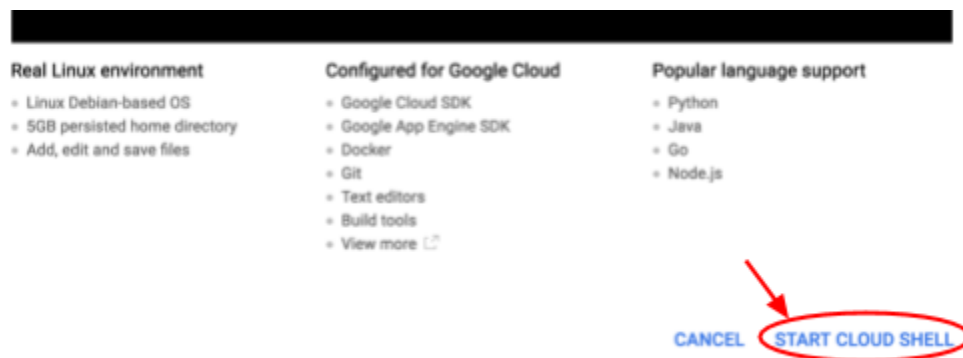 Real Linux environment
Linux Debian-based OS
5GB persisted home directory
Add, edit and save files
Configured for Google Cloud
Google Cloud SDK
Google App Engine SDK
Docker
Git
Text editors
Build tools
View more
Popular language support
Python
Java
Go
Node.js
CANCEL
START CLOUD SHELL